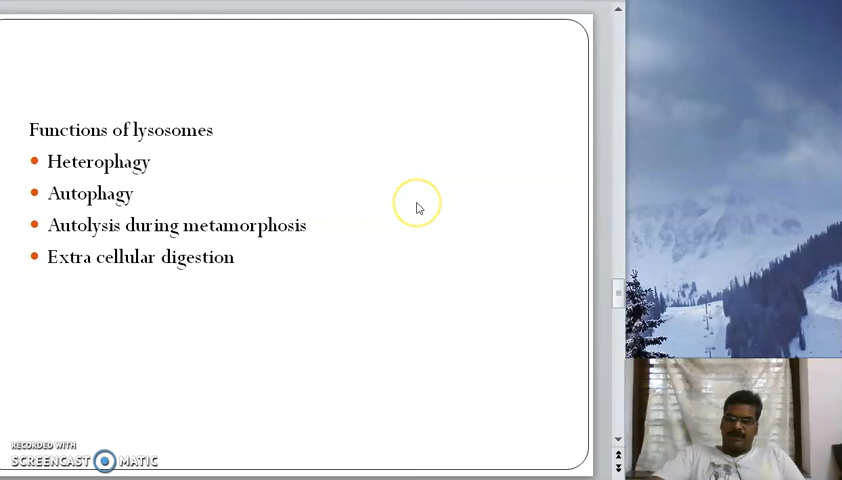 Functions of lysosomes
Heterophagy
Autophagy
Autolysis during metamorphosis
Extra cellular digestion
RECORDED WITH
SCREENCAST MATIC